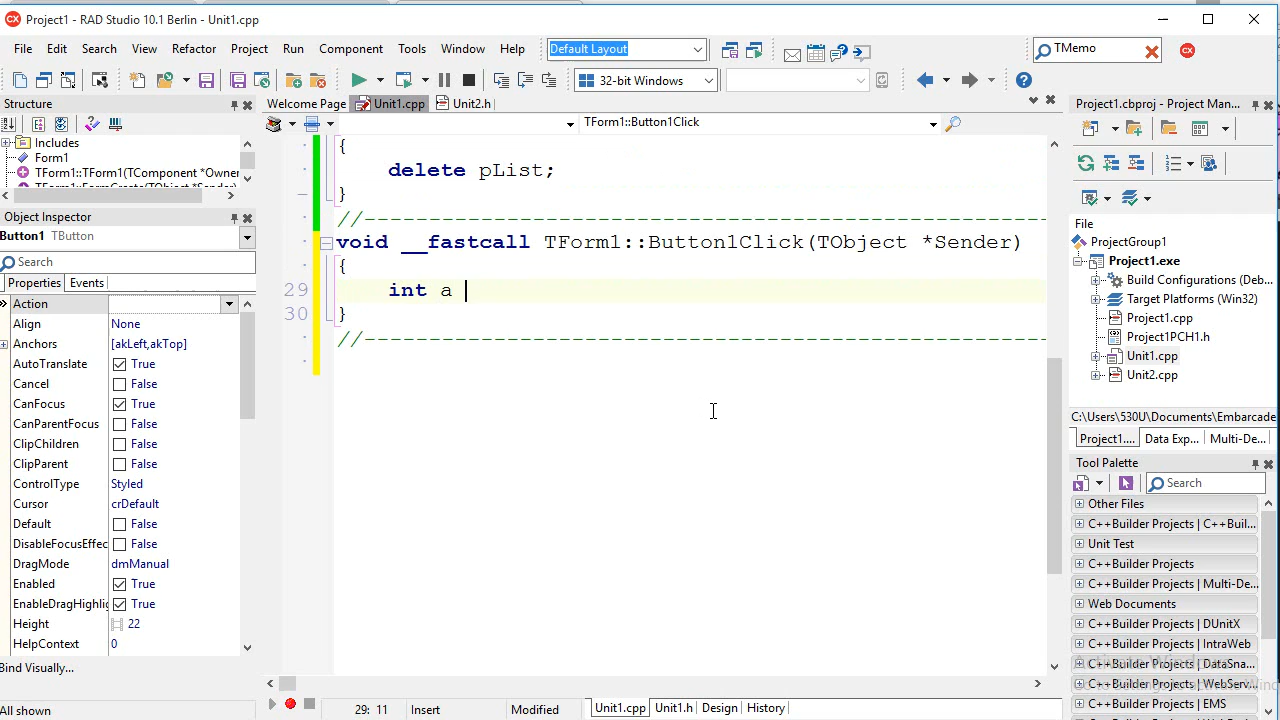 Project1 - RAD Studio 10.1 Berlin - Unit1.cpp
File Edit Search View Refactor Project Run Component Tools Window Help Default Layout TMemo
32-bit Windows
Structure
Includes
Form1
TForm1::TForm1(TComponent *Owner
TForm1::FormCreate(TObject *Sender)
Object Inspector
Button1 TButton
Search
Properties Events
Action
Align None
Anchors [akLeft,akTop]
AutoTranslate True
Cancel False
CanFocus True
CanParentFocus False
ClipChildren False
ClipParent False
ControlType Styled
Cursor crDefault
Default False
DisableFocusEffec False
DragMode dmManual
Enabled True
EnableDragHighlig True
Height 22
HelpContext 0
Bind Visually...
All shown
Welcome Page Unit1.cpp Unit2.h
TForm1::Button1Click
{
delete pList;
}
//--------------------------------------------------------
void __fastcall TForm1::Button1Click(TObject *Sender)
{
29 int a
30 }
//--------------------------------------------------------
29: 11 Insert Modified Unit1.cpp Unit1.h Design History
Project1.cbproj - Project Man...
File
ProjectGroup1
Project1.exe
Build Configurations (Deb...
Target Platforms (Win32)
Project1.cpp
Project1PCH1.h
Unit1.cpp
Unit2.cpp
C:\Users\530U\Documents\Embarcade
Project1.... Data Exp... Multi-De...
Tool Palette
Search
Other Files
C++Builder Projects | C++Buil...
Unit Test
C++Builder Projects
C++Builder Projects | Multi-De...
Web Documents
C++Builder Projects | DUnitX
C++Builder Projects | IntraWeb
C++Builder Projects | DataSna...
C++Builder Projects | WebServ...
C++Builder Projects | EMS
C++Builder Projects | XML